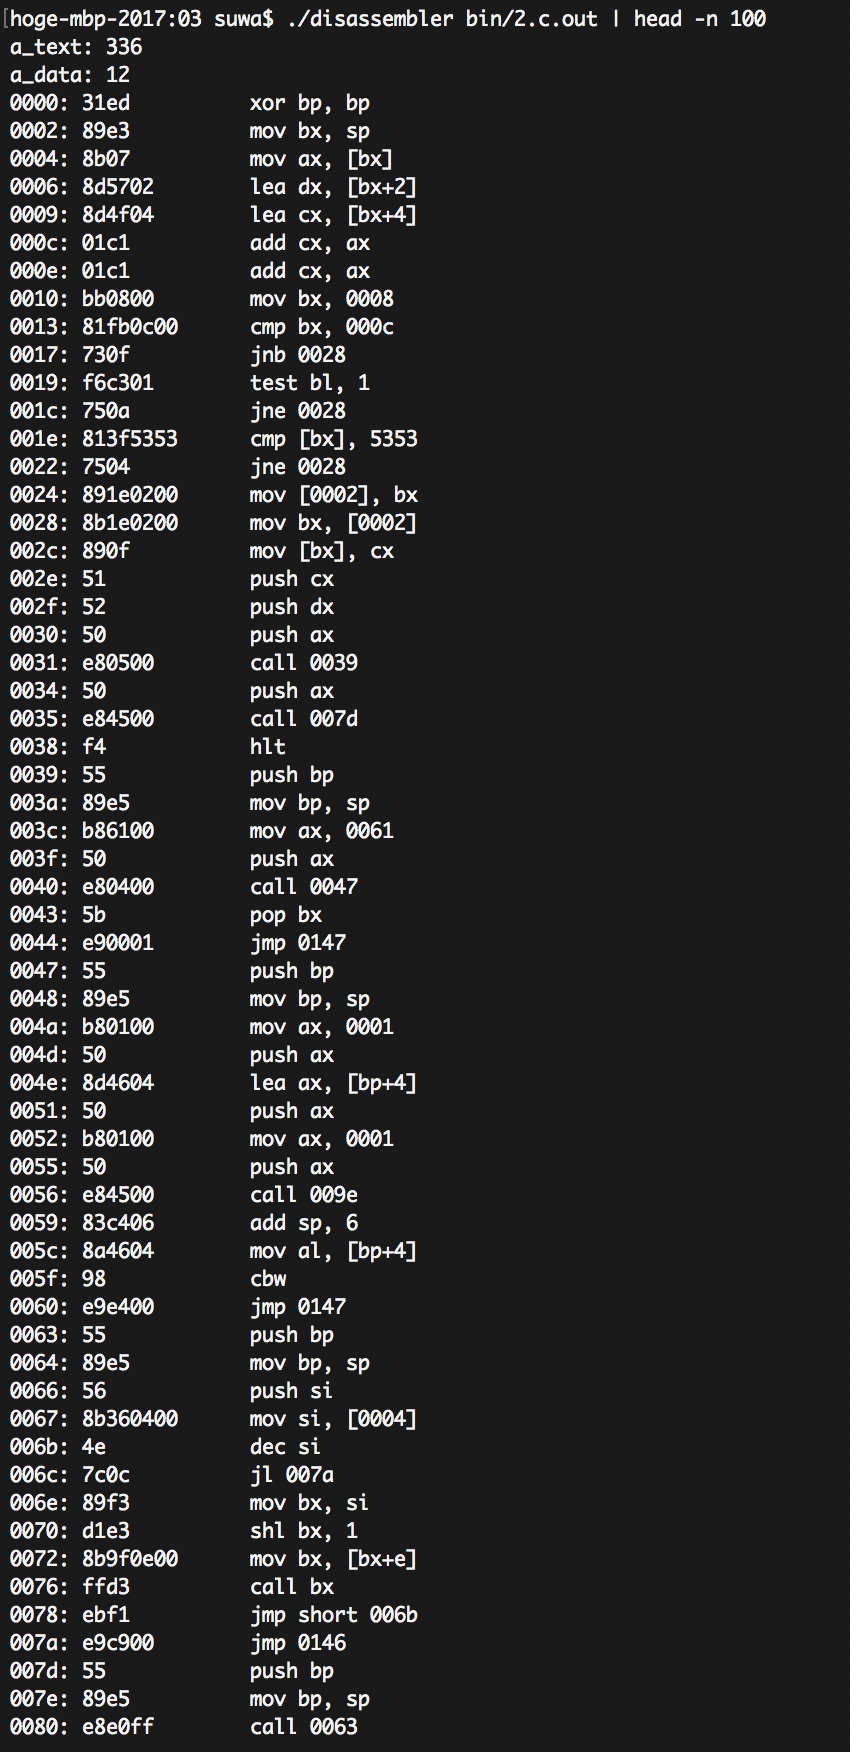 [hoge-mbp-2017:03 suwa$ ./disassembler bin/2.c.out | head -n 100
a_text: 336
a_data: 12
0000: 31ed          xor bp, bp
0002: 89e3          mov bx, sp
0004: 8b07          mov ax, [bx]
0006: 8d5702        lea dx, [bx+2]
0009: 8d4f04        lea cx, [bx+4]
000c: 01c1          add cx, ax
000e: 01c1          add cx, ax
0010: bb0800        mov bx, 0008
0013: 81fb0c00      cmp bx, 000c
0017: 730f          jnb 0028
0019: f6c301        test bl, 1
001c: 750a          jne 0028
001e: 813f5353      cmp [bx], 5353
0022: 7504          jne 0028
0024: 891e0200      mov [0002], bx
0028: 8b1e0200      mov bx, [0002]
002c: 890f          mov [bx], cx
002e: 51            push cx
002f: 52            push dx
0030: 50            push ax
0031: e80500        call 0039
0034: 50            push ax
0035: e84500        call 007d
0038: f4            hlt
0039: 55            push bp
003a: 89e5          mov bp, sp
003c: b86100        mov ax, 0061
003f: 50            push ax
0040: e80400        call 0047
0043: 5b            pop bx
0044: e90001        jmp 0147
0047: 55            push bp
0048: 89e5          mov bp, sp
004a: b80100        mov ax, 0001
004d: 50            push ax
004e: 8d4604        lea ax, [bp+4]
0051: 50            push ax
0052: b80100        mov ax, 0001
0055: 50            push ax
0056: e84500        call 009e
0059: 83c406        add sp, 6
005c: 8a4604        mov al, [bp+4]
005f: 98            cbw
0060: e9e400        jmp 0147
0063: 55            push bp
0064: 89e5          mov bp, sp
0066: 56            push si
0067: 8b360400      mov si, [0004]
006b: 4e            dec si
006c: 7c0c          jl 007a
006e: 89f3          mov bx, si
0070: d1e3          shl bx, 1
0072: 8b9f0e00      mov bx, [bx+e]
0076: ffd3          call bx
0078: ebf1          jmp short 006b
007a: e9c900        jmp 0146
007d: 55            push bp
007e: 89e5          mov bp, sp
0080: e8e0ff        call 0063